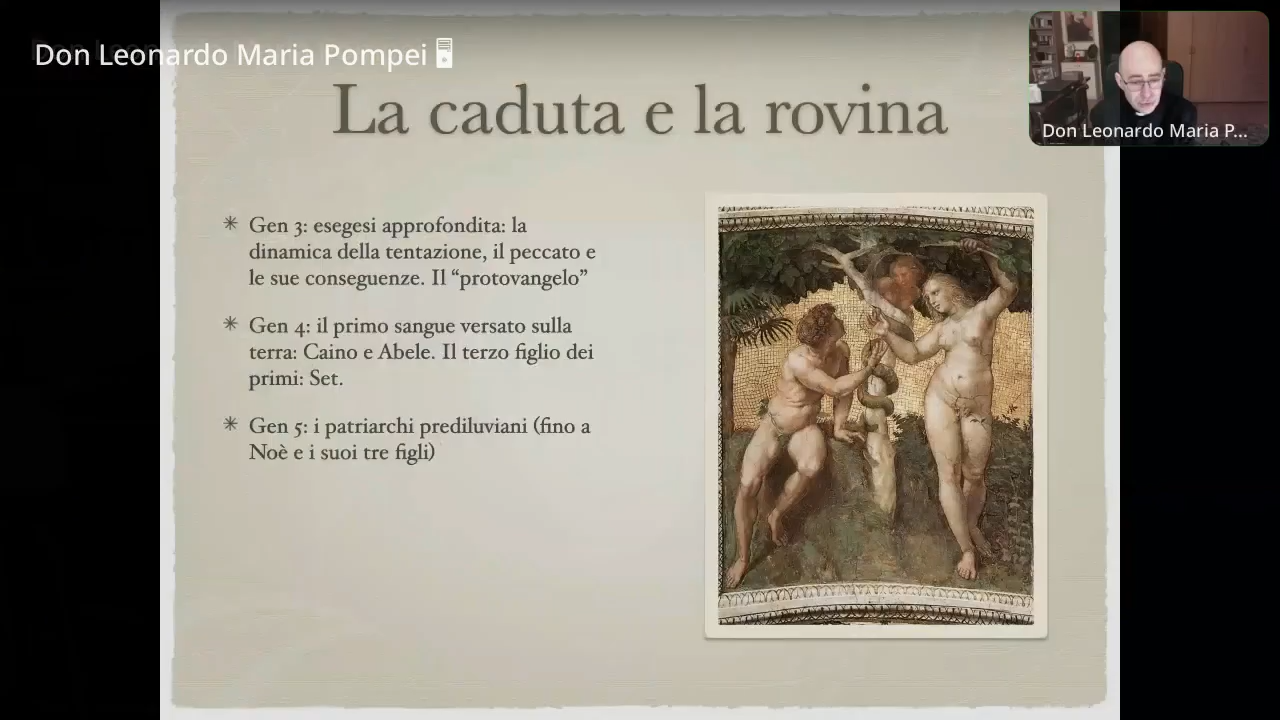 Don Leonardo Maria Pompei
La caduta e la rovina
Don Leonardo Maria P...
Gen 3: esegesi approfondita: la
dinamica della tentazione, il peccato e
le sue conseguenze. Il “protovangelo”
Gen 4: il primo sangue versato sulla
terra: Caino e Abele. Il terzo figlio dei
primi: Set.
Gen 5: i patriarchi prediluviani (fino a
Noè e i suoi tre figli)